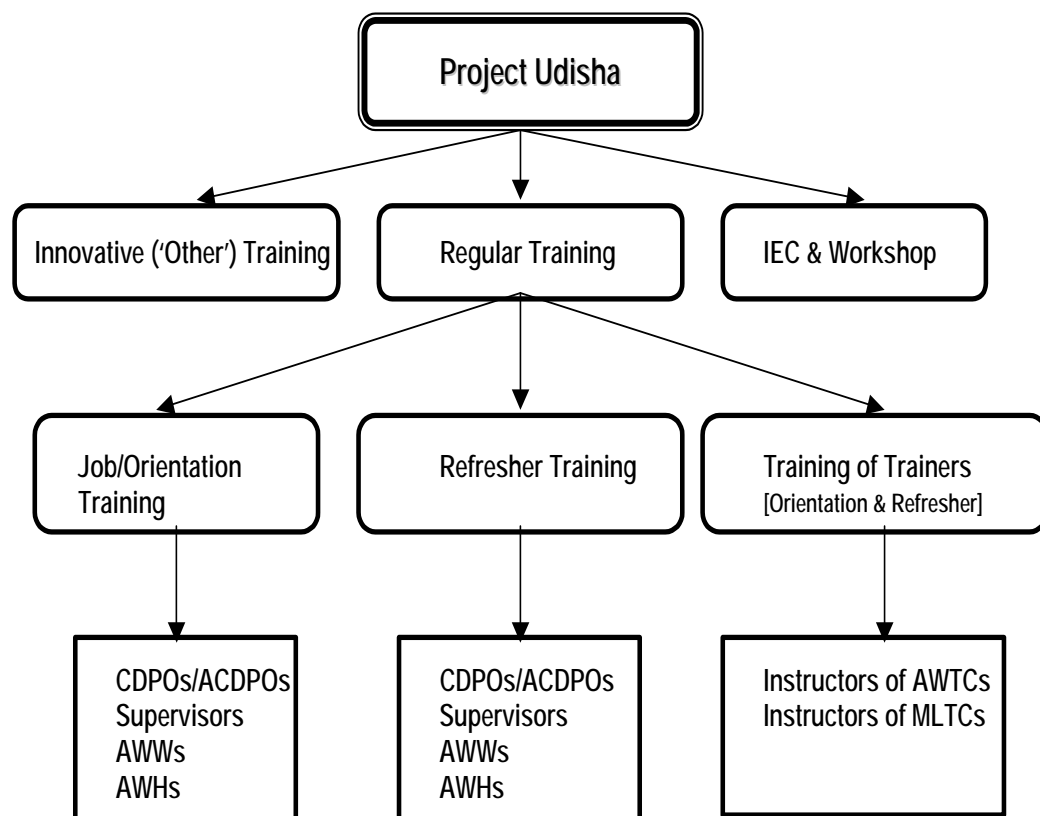 Project Udisha
Innovative (‘Other’) Training
Regular Training
IEC & Workshop
Job/Orientation
Training
Refresher Training
Training of Trainers
[Orientation & Refresher]
CDPOs/ACDPOs
Supervisors
AWWs
AWHs
CDPOs/ACDPOs
Supervisors
AWWs
AWHs
Instructors of AWTCs
Instructors of MLTCs